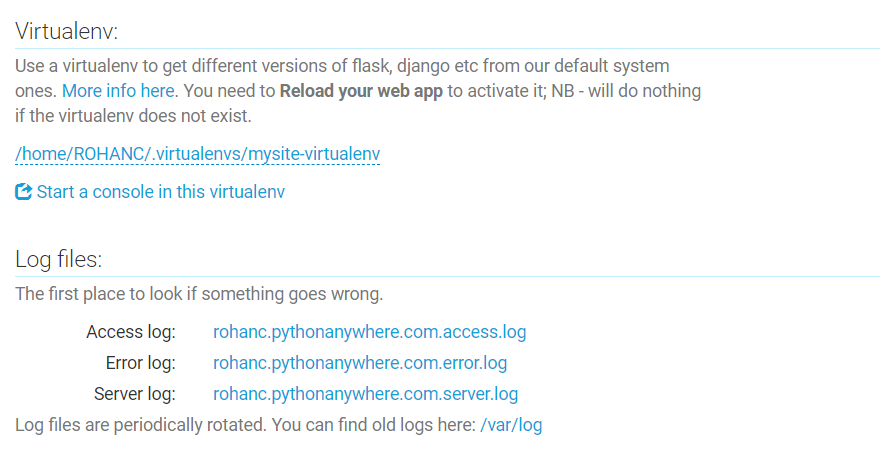 Virtualenv:
Use a virtualenv to get different versions of flask, django etc from our default system
ones. More info here. You need to Reload your web app to activate it; NB - will do nothing
if the virtualenv does not exist.
/home/ROHANC/.virtualenvs/mysite-virtualenv
Start a console in this virtualenv
Log files:
The first place to look if something goes wrong.
Access log: rohanc.pythonanywhere.com.access.log
Error log: rohanc.pythonanywhere.com.error.log
Server log: rohanc.pythonanywhere.com.server.log
Log files are periodically rotated. You can find old logs here: /var/log